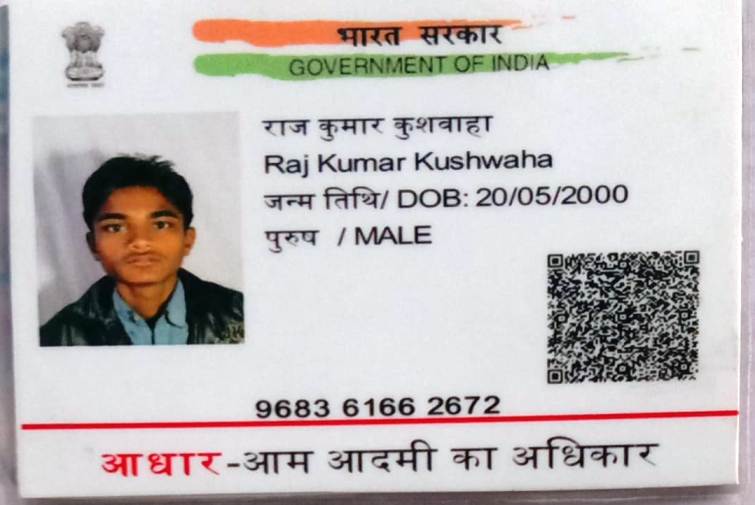 भारत सरकार
GOVERNMENT OF INDIA
राज कुमार कुशवाहा
Raj Kumar Kushwaha
जन्म तिथि/ DOB: 20/05/2000
पुरुष / MALE
9683 6166 2672
आधार-आम आदमी का अधिकार